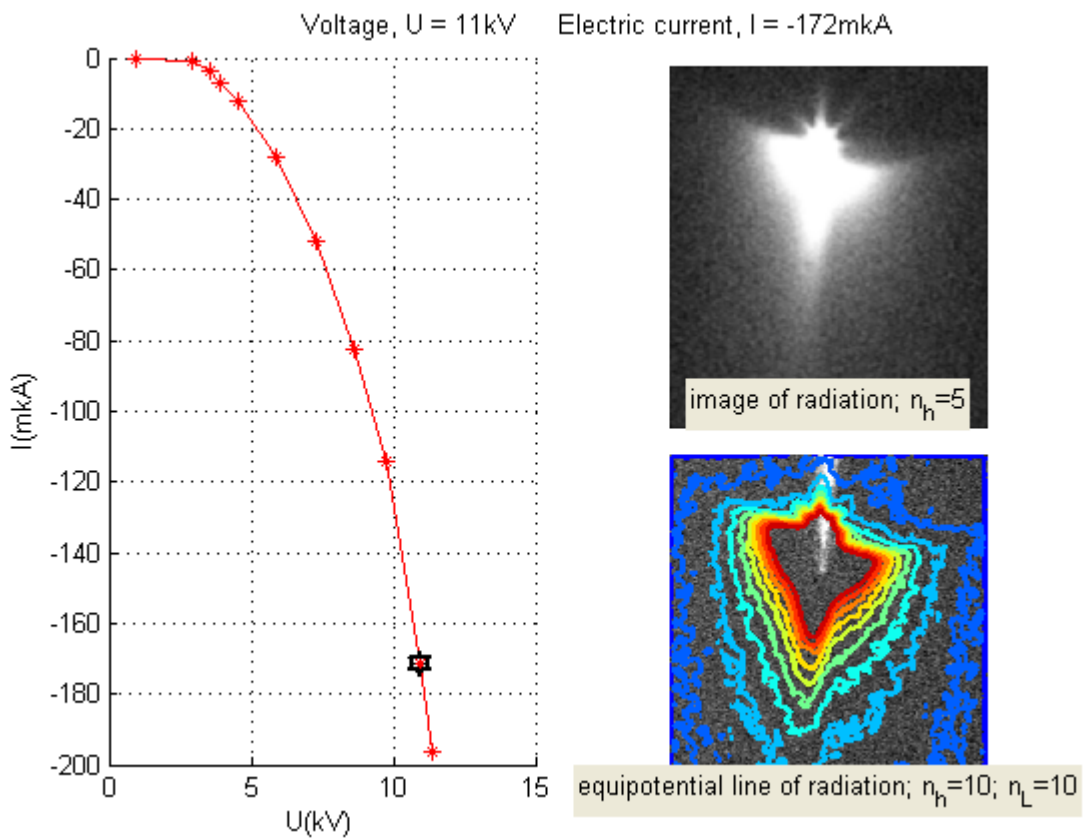 Voltage, U = 11kV Electric current, I = -172mkA
0
-20
-40
-60
-80
-100
-120
-140
-160
-180
-200
I(mkA)
0 5 10 15
U(kV)
image of radiation; n_h=5
equipotential line of radiation; n_h=10; n_L=10